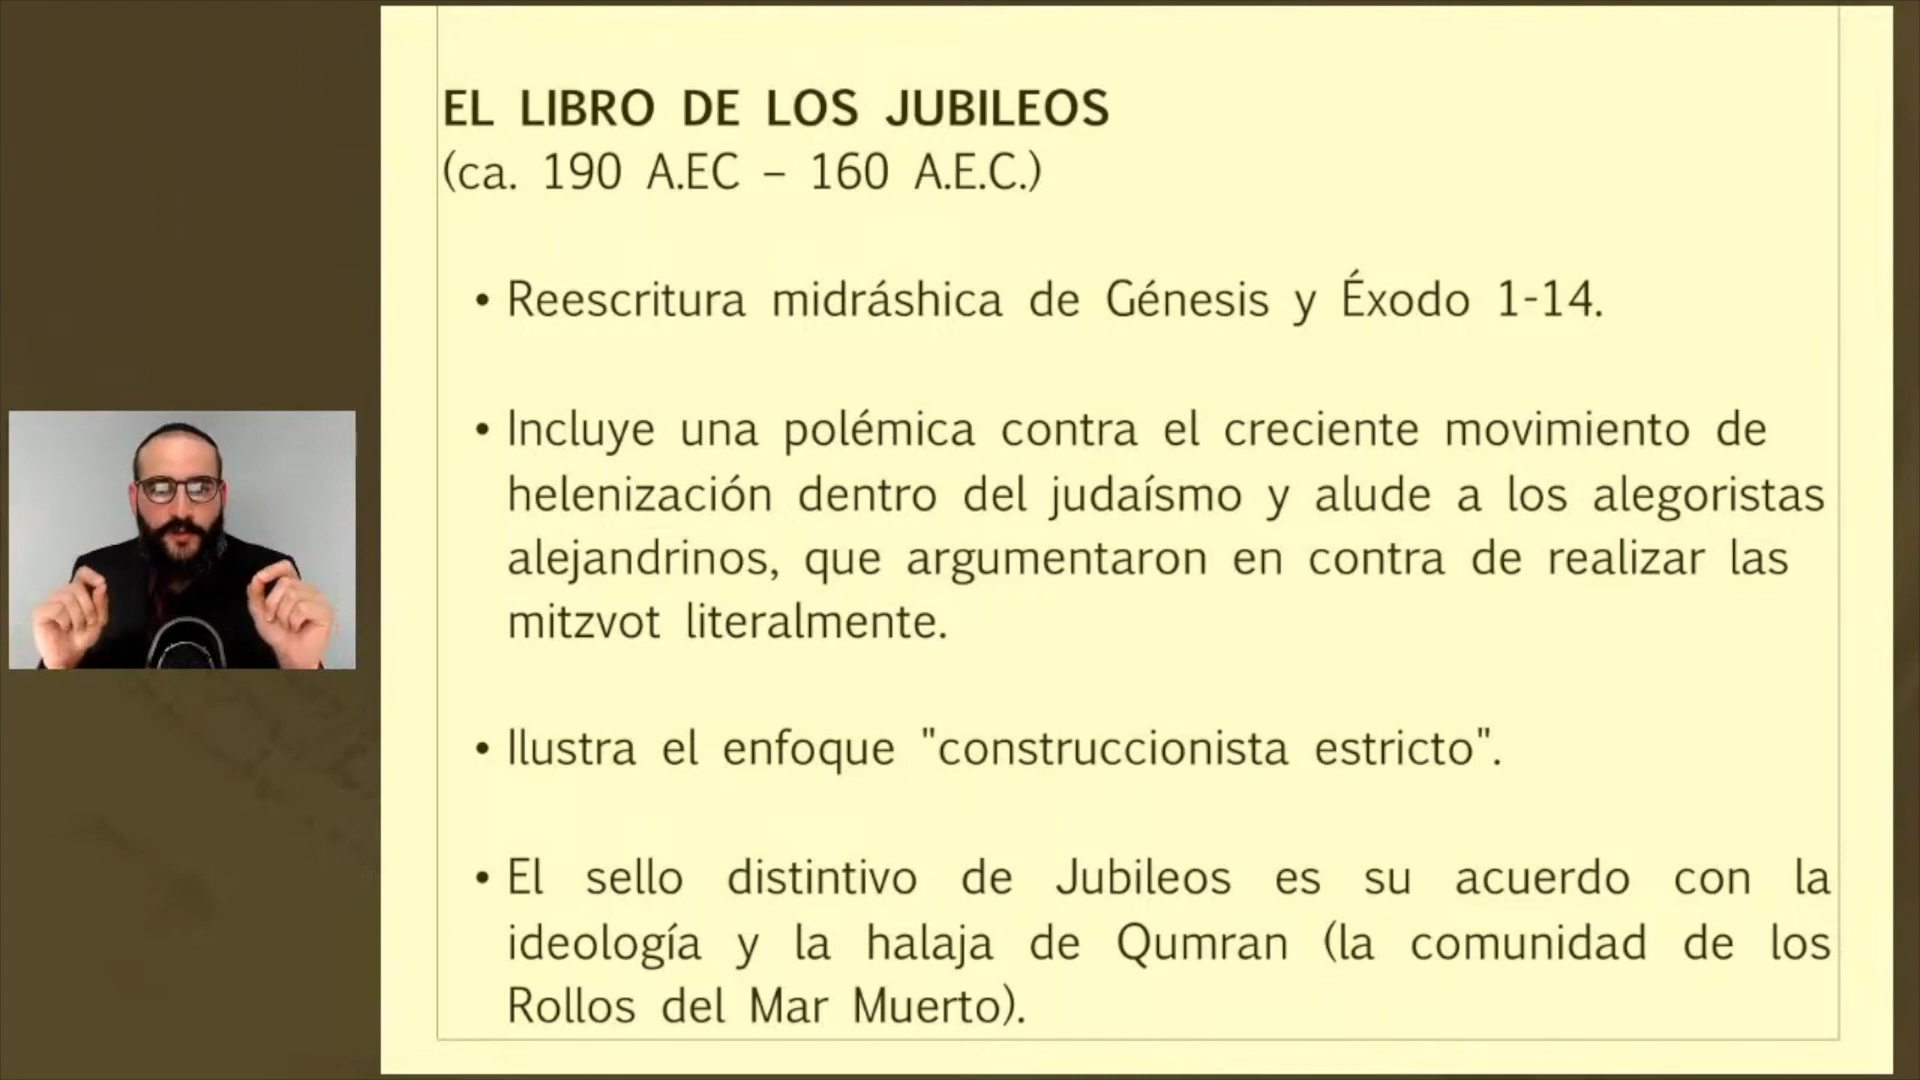 EL LIBRO DE LOS JUBILEOS
(ca. 190 A.EC – 160 A.E.C.)
• Reescritura midráshica de Génesis y Éxodo 1-14.
• Incluye una polémica contra el creciente movimiento de
helenización dentro del judaísmo y alude a los alegoristas
alejandrinos, que argumentaron en contra de realizar las
mitzvot literalmente.
• Ilustra el enfoque "construccionista estricto".
• El sello distintivo de Jubileos es su acuerdo con la
ideología y la halaja de Qumran (la comunidad de los
Rollos del Mar Muerto).